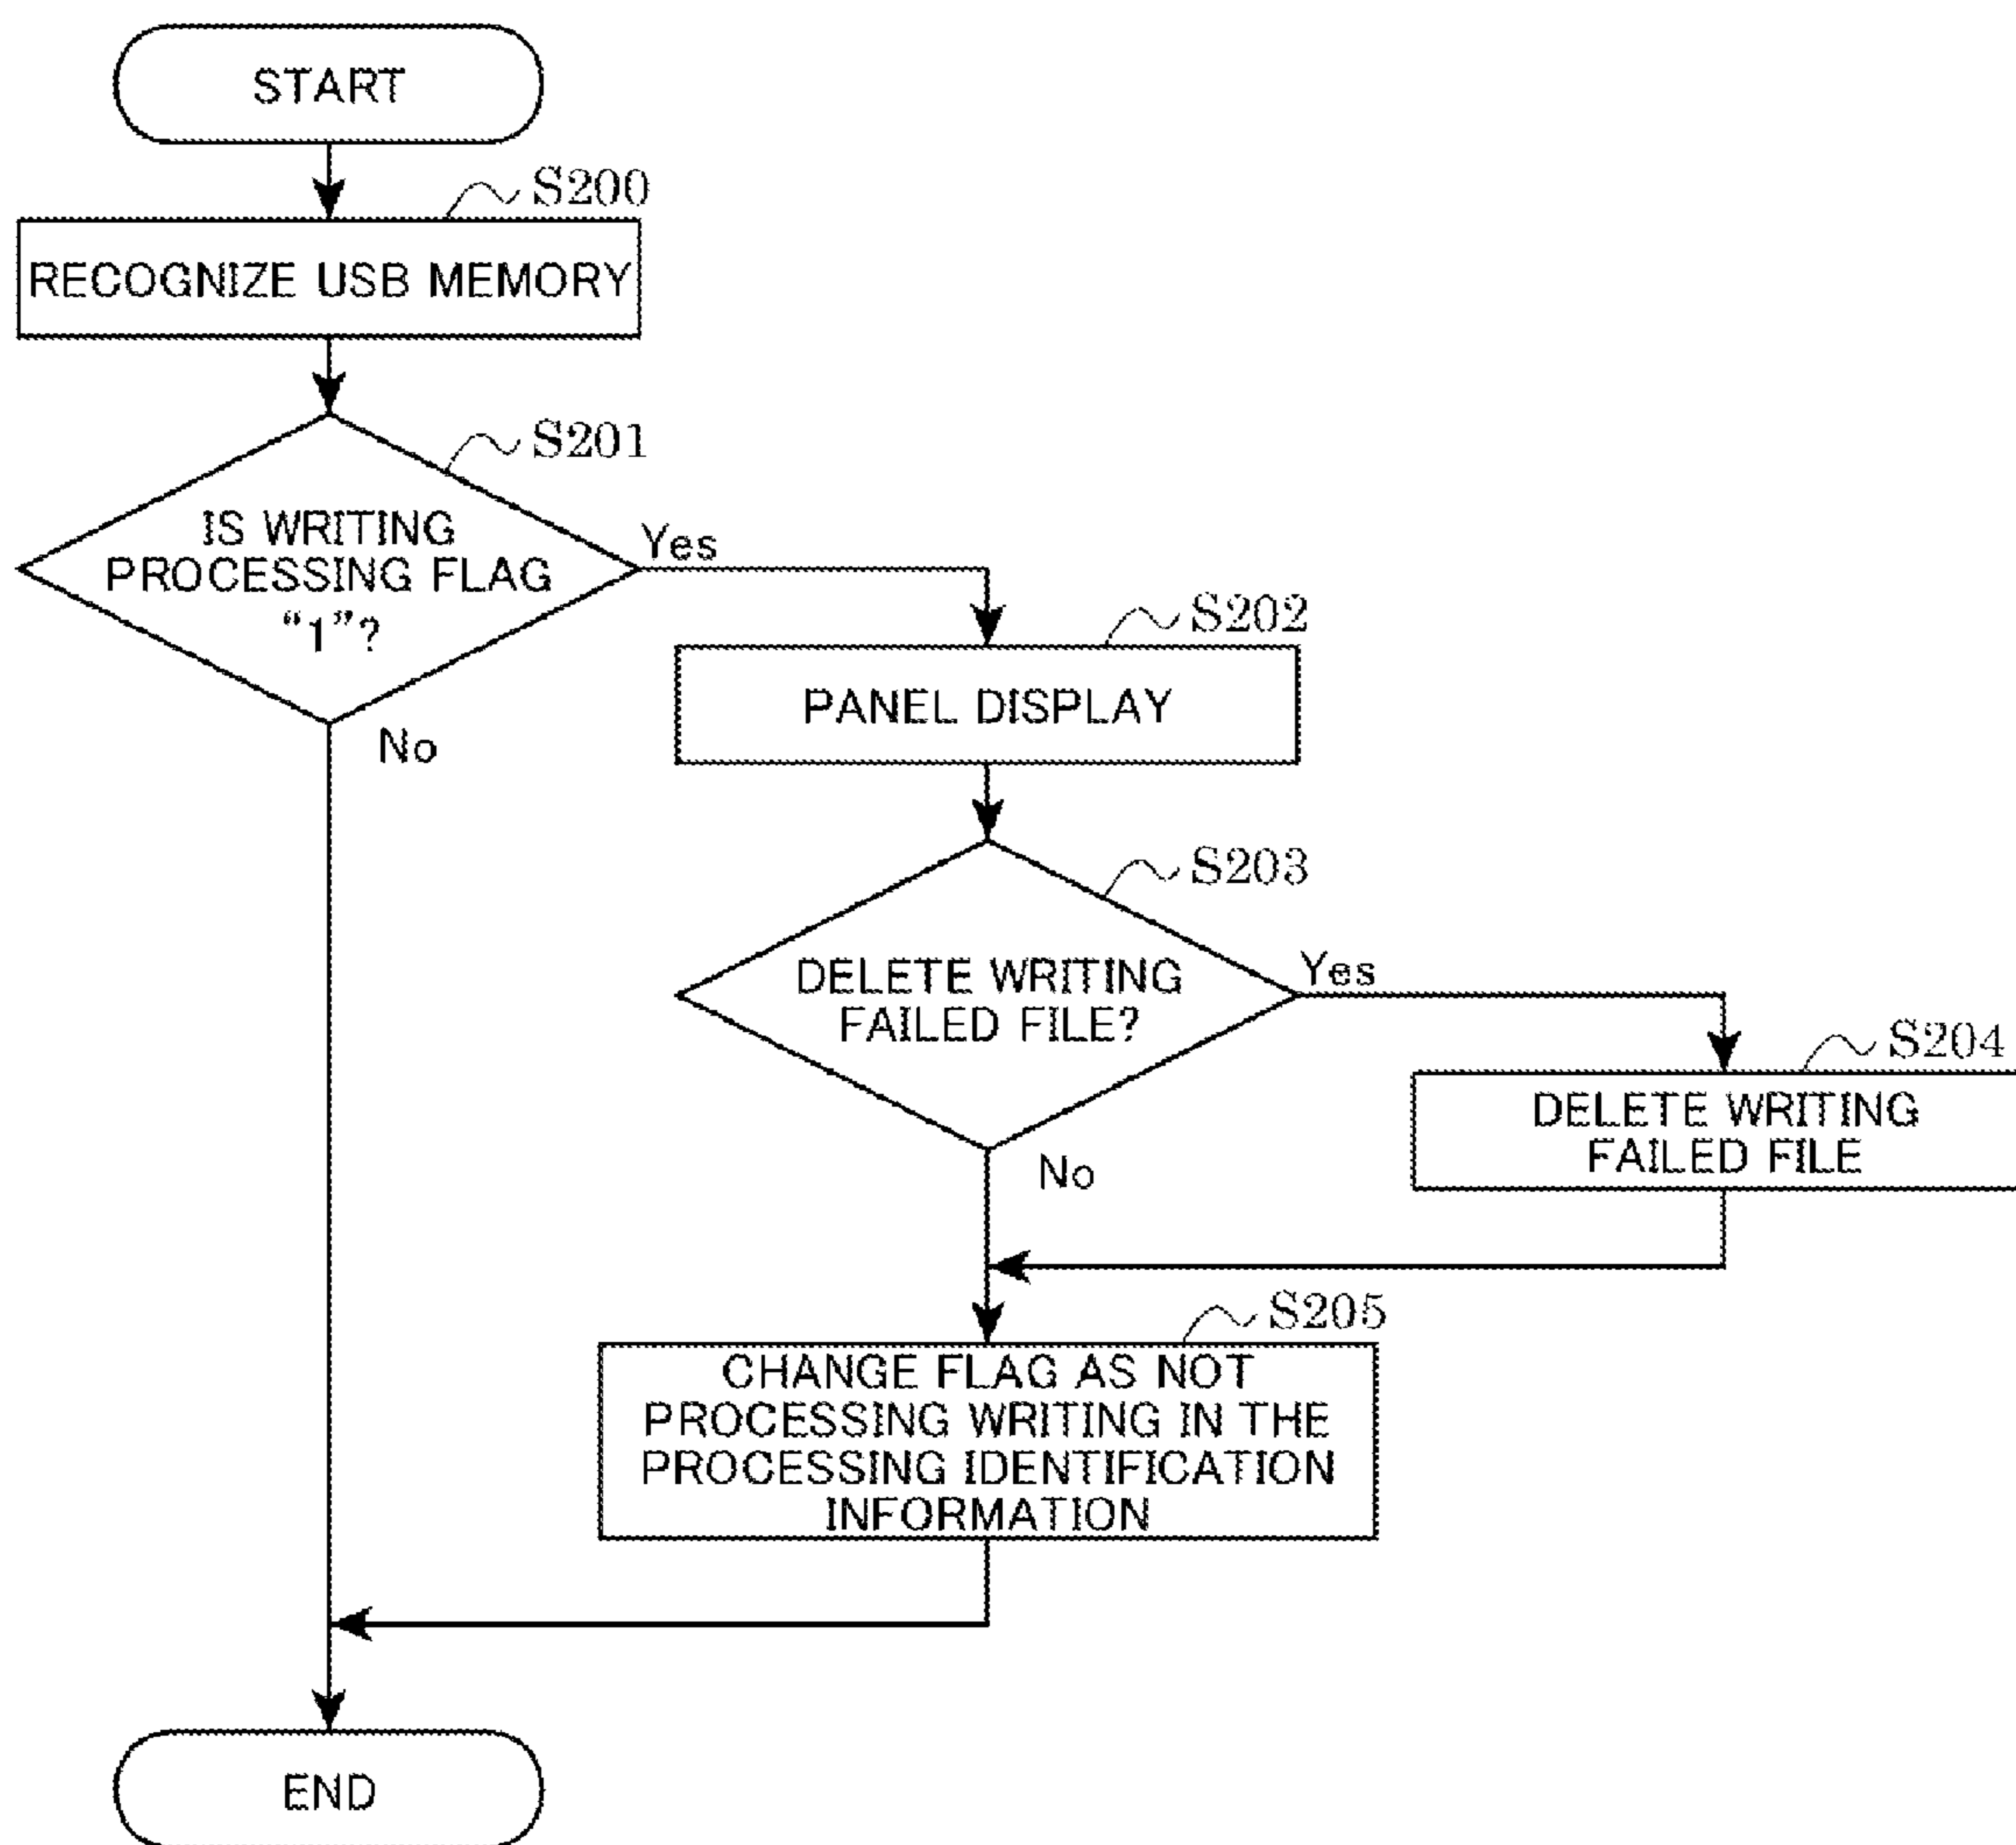 START
S200
RECOGNIZE USB MEMORY
S201
IS WRITING
PROCESSING FLAG
“1”?
Yes
No
S202
PANEL DISPLAY
S203
DELETE WRITING
FAILED FILE?
Yes
No
S204
DELETE WRITING
FAILED FILE
S205
CHANGE FLAG AS NOT
PROCESSING WRITING IN THE
PROCESSING IDENTIFICATION
INFORMATION
END